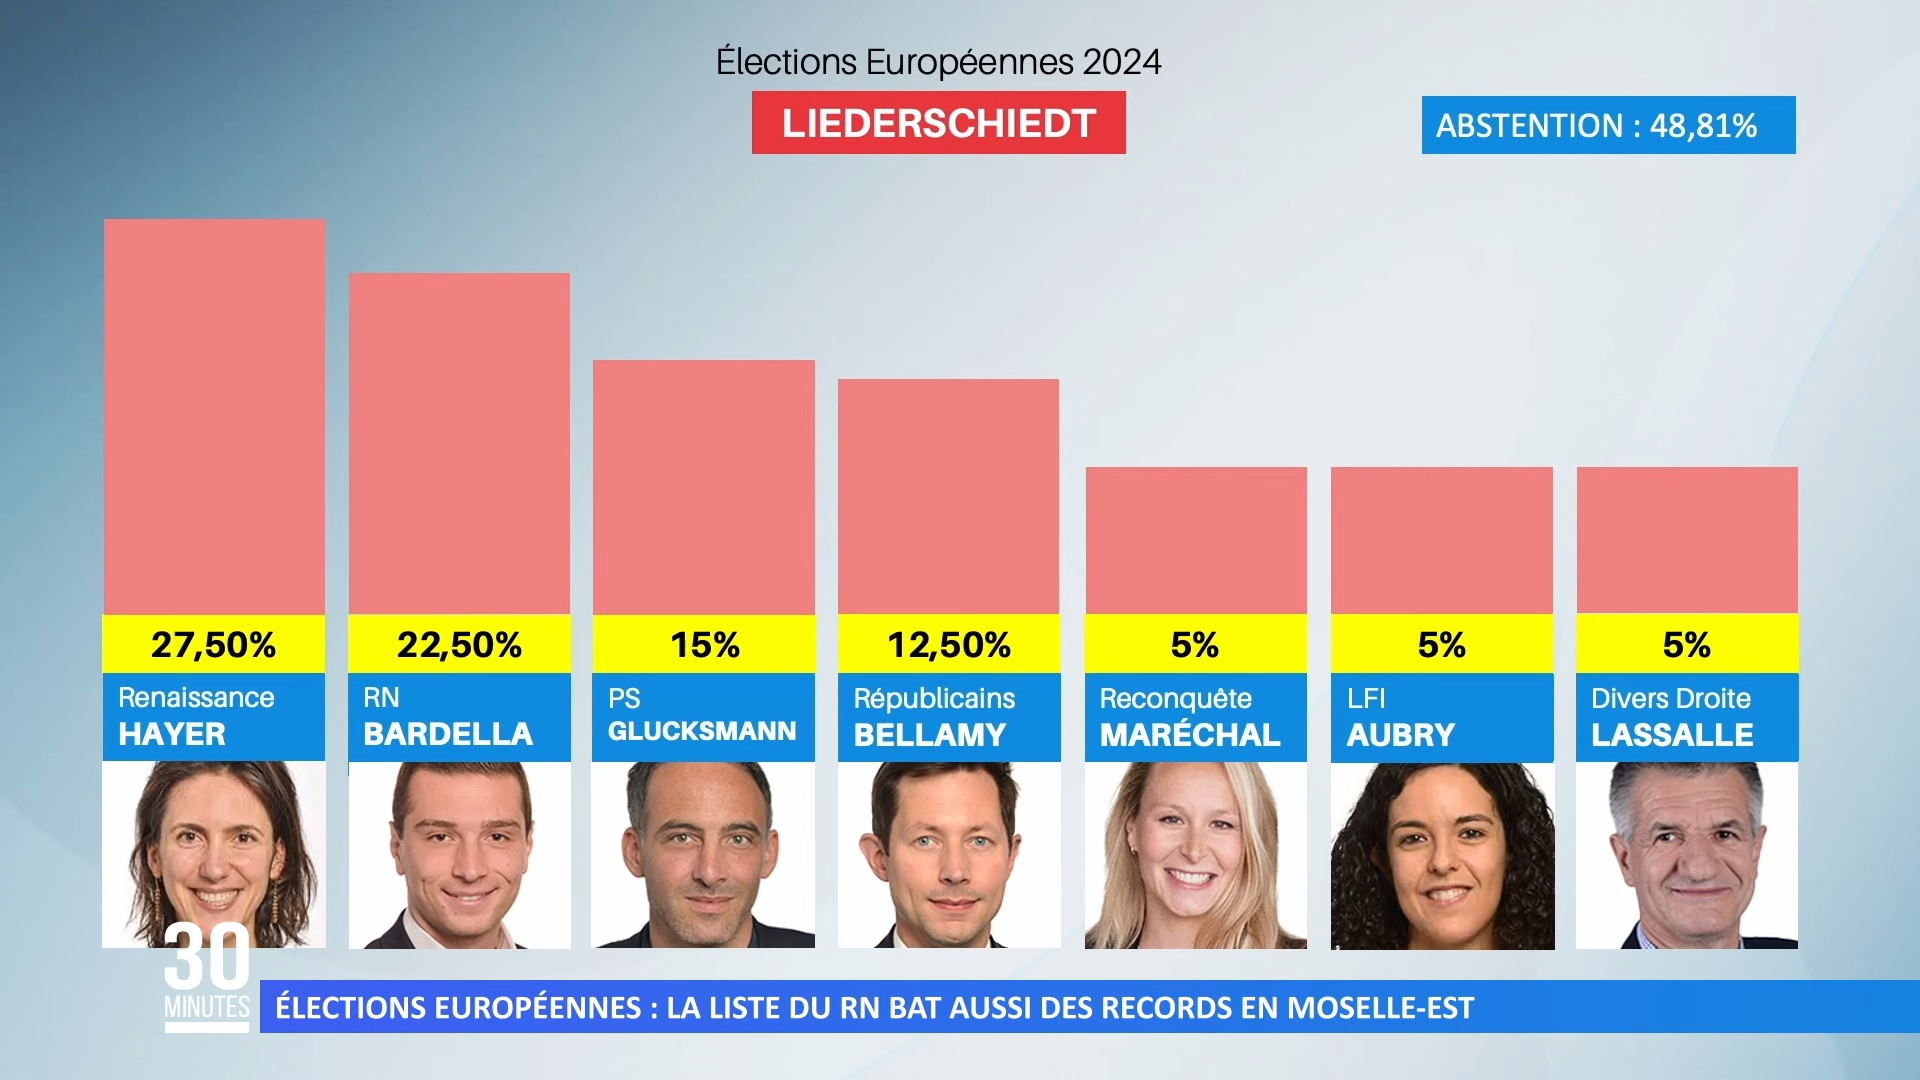 Élections Européennes 2024
LIEDERSCHIEDT
ABSTENTION : 48,81%
27,50%
22,50%
15%
12,50%
5%
5%
5%
Renaissance
HAYER
RN
BARDELLA
PS
GLUCKSMANN
Républicains
BELLAMY
Reconquête
MARÉCHAL
LFI
AUBRY
Divers Droite
LASSALLE
30
MINUTES
ÉLECTIONS EUROPÉENNES : LA LISTE DU RN BAT AUSSI DES RECORDS EN MOSELLE-EST